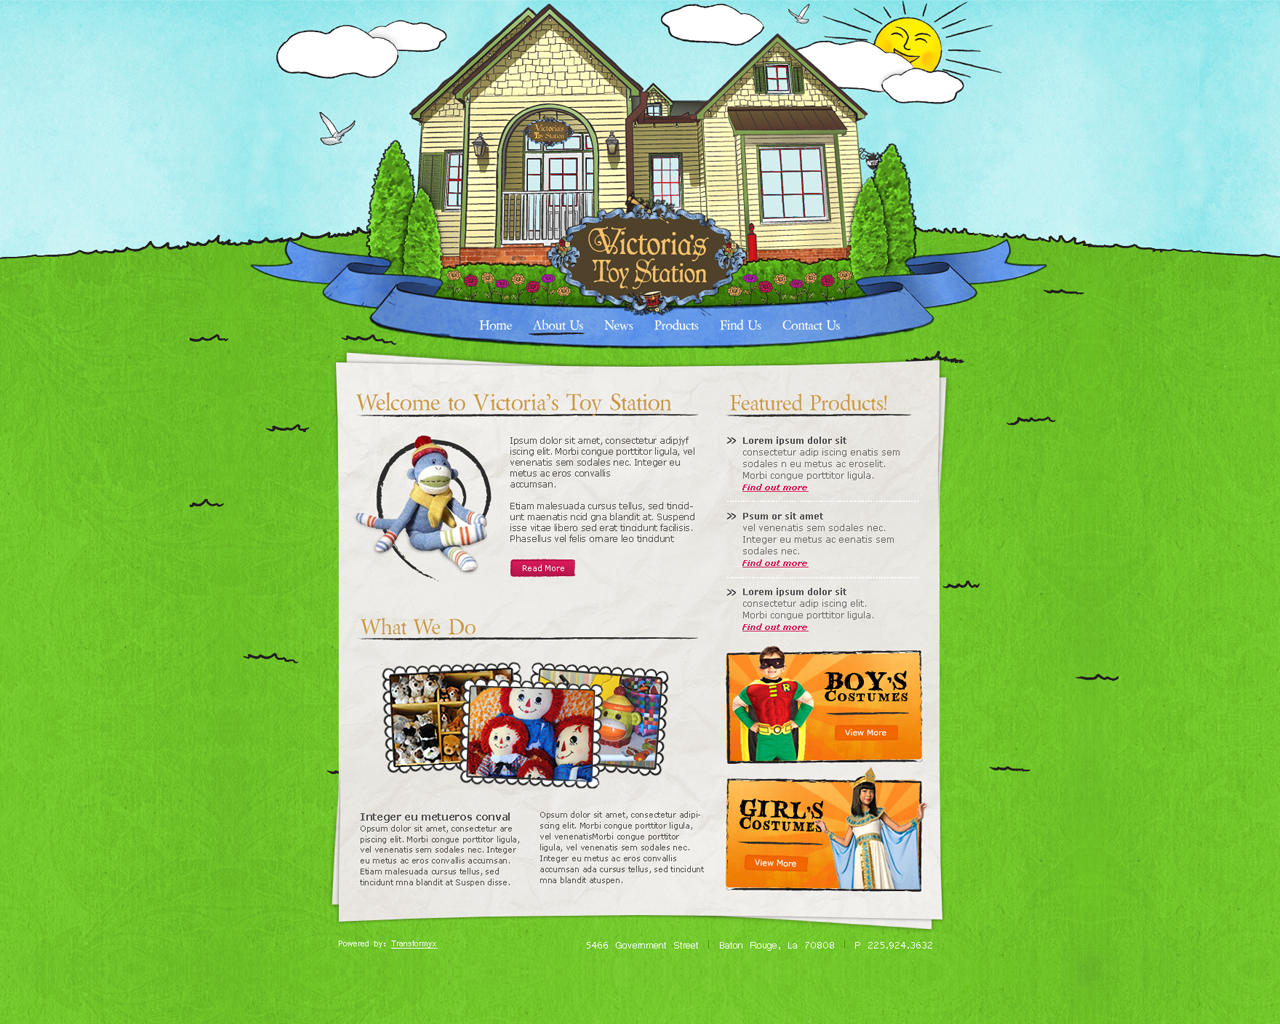 Victoria's
Toy Station
Victoria's
Toy Station
Home About Us News Products Find Us Contact Us
Welcome to Victoria's Toy Station
Ipsum dolor sit amet, consectetur adipjyf
iscing elit. Morbi congue porttitor ligula, vel
venenatis sem sodales nec. Integer eu
metus ac eros convallis
accumsan.
Etiam malesuada cursus tellus, sed tincid-
unt maenatis ncid gna blandit at. Suspend
isse vitae libero sed erat tincidunt facilisis.
Phasellus vel felis ornare leo tincidunt
Read More
What We Do
Integer eu metueros conval
Opsum dolor sit amet, consectetur are
piscing elit. Morbi congue porttitor ligula,
vel venenatis sem sodales nec. Integer
eu metus ac eros convallis accumsan.
Etiam malesuada cursus tellus, sed
tincidunt mna blandit at Suspen disse.
Opsum dolor sit amet, consectetur adipi-
scing elit. Morbi congue porttitor ligula,
vel venenatisMorbi congue porttitor
ligula, vel venenatis sem sodales nec.
Integer eu metus ac eros convallis
accumsan ada cursus tellus, sed tincidunt
mna blandit atuspen.
Featured Products!
Lorem ipsum dolor sit
consectetur adip iscing enatis sem
sodales n eu metus ac eroselit.
Morbi congue porttitor ligula.
Find out more
Psum or sit amet
vel venenatis sem sodales nec.
Integer eu metus ac eenatis sem
sodales nec.
Find out more
Lorem ipsum dolor sit
consectetur adip iscing elit.
Morbi congue porttitor ligula.
Find out more
R
Boy's
Costumes
View More
Girl's
Costumes
View More
Powered by: Transformyx
5466 Government Street | Baton Rouge, La 70808 | P 225.924.3632